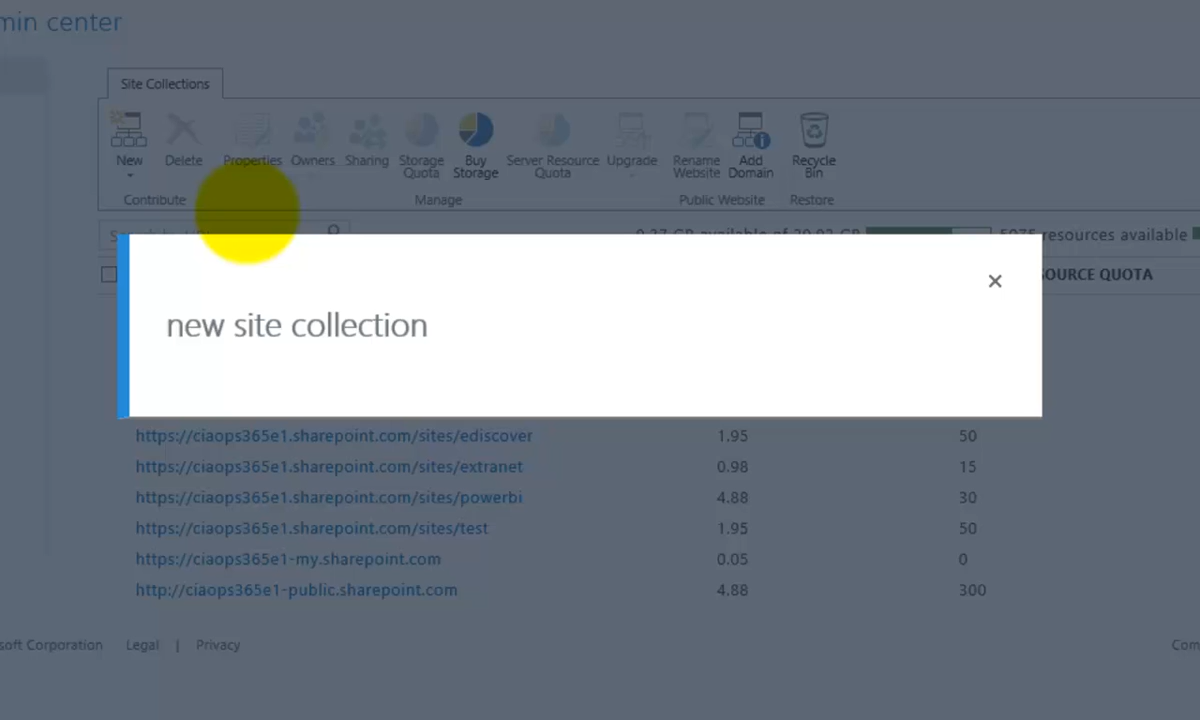 min center
Site Collections
New Delete Properties Owners Sharing Storage Quota Buy Storage Server Resource Quota Upgrade Rename Website Add Domain Recycle Bin
Contribute Manage Public Website Restore
resources available
SOURCE QUOTA
new site collection
https://ciaops365e1.sharepoint.com/sites/ediscover 1.95 50
https://ciaops365e1.sharepoint.com/sites/extranet 0.98 15
https://ciaops365e1.sharepoint.com/sites/powerbi 4.88 30
https://ciaops365e1.sharepoint.com/sites/test 1.95 50
https://ciaops365e1-my.sharepoint.com 0.05 0
http://ciaops365e1-public.sharepoint.com 4.88 300
soft Corporation Legal | Privacy Com